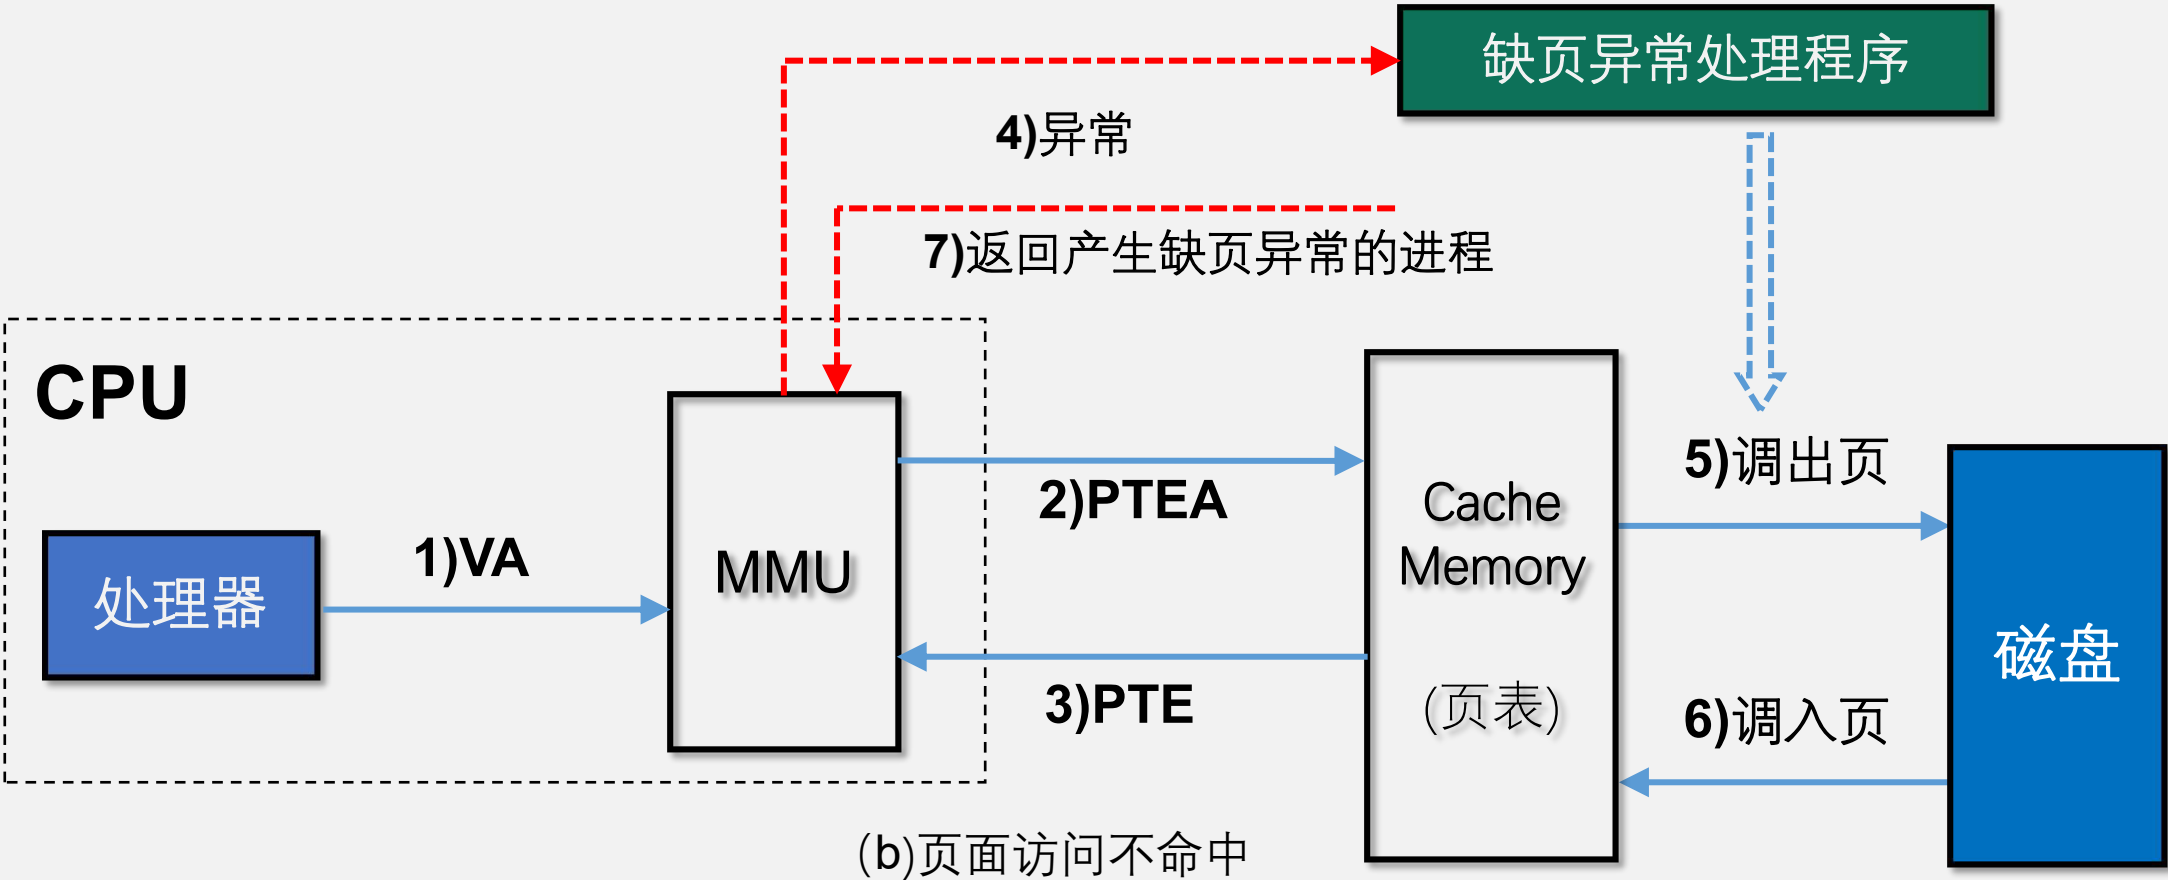 缺页异常处理程序
4)异常
7)返回产生缺页异常的进程
CPU
5)调出页
2)PTEA
Cache
Memory
1)VA
MMU
处理器
磁盘
3)PTE
(页表)
6)调入页
(b)页面访问不命中